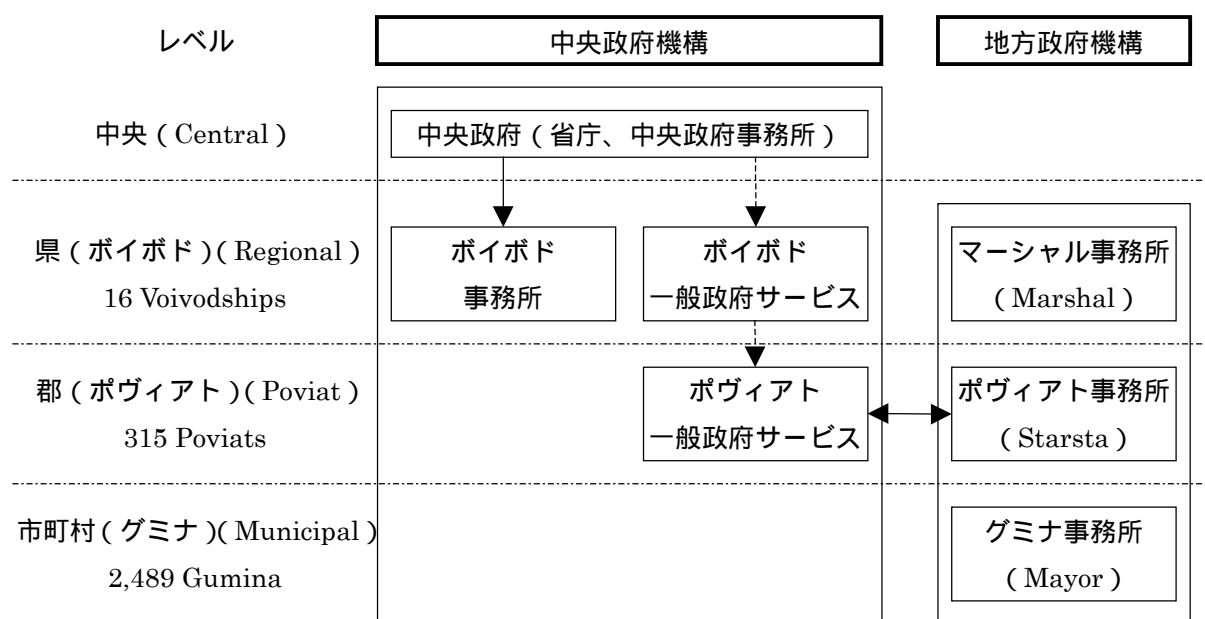 レベル
中央政府機構
地方政府機構
中央 ( Central )
中央政府 ( 省庁、中央政府事務所 )
県 ( ボイボド )( Regional )
16 Voivodships
ボイボド
事務所
ボイボド
一般政府サービス
マーシャル事務所
( Marshal )
郡 ( ポヴィアト )( Poviat )
315 Poviats
ポヴィアト
一般政府サービス
ポヴィアト事務所
( Starsta )
市町村 ( グミナ )( Municipal )
2,489 Gumina
グミナ事務所
( Mayor )